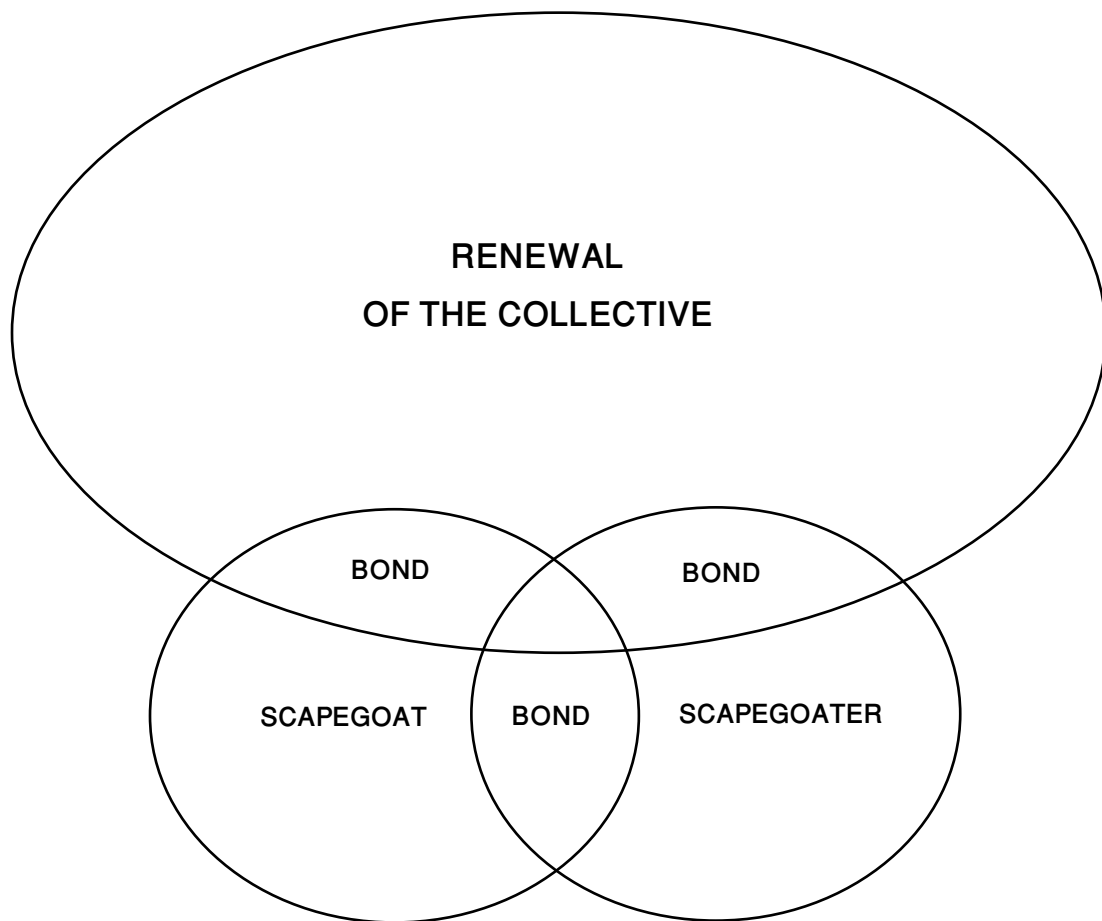 RENEWAL
OF THE COLLECTIVE
BOND
BOND
SCAPEGOAT
BOND
SCAPEGOATER